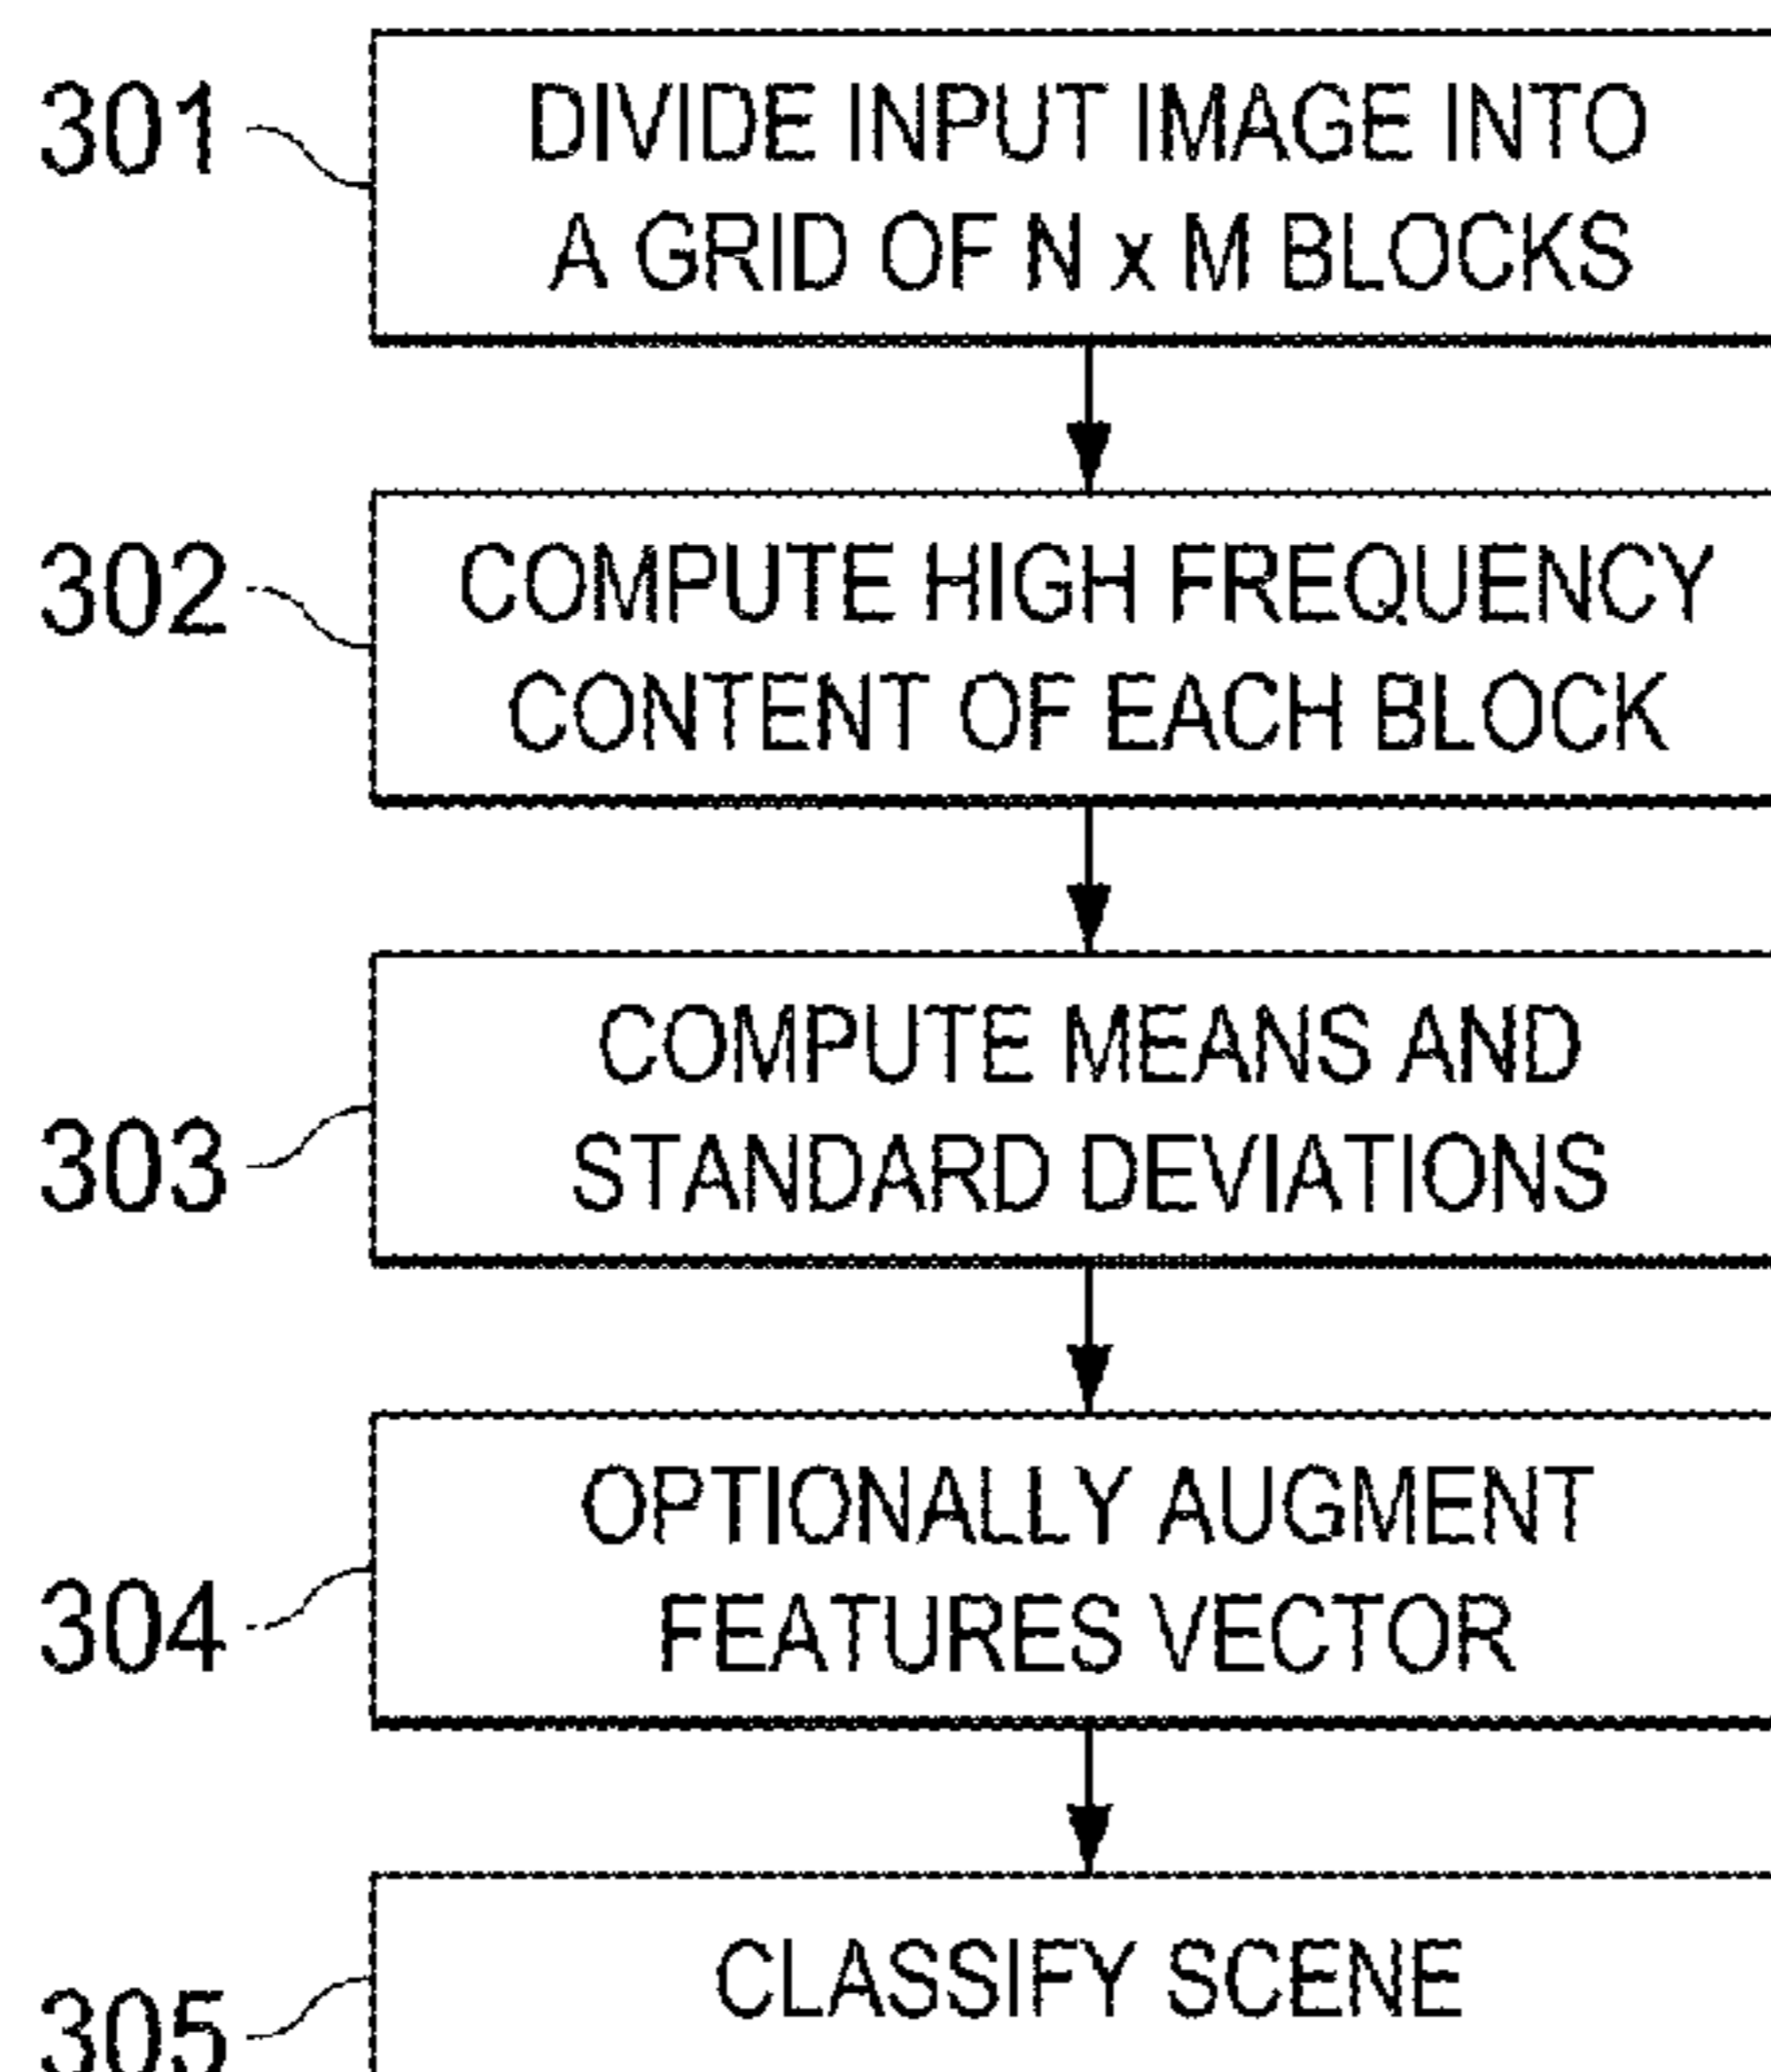 301
DIVIDE INPUT IMAGE INTO
A GRID OF N x M BLOCKS
302
COMPUTE HIGH FREQUENCY
CONTENT OF EACH BLOCK
303
COMPUTE MEANS AND
STANDARD DEVIATIONS
304
OPTIONALLY AUGMENT
FEATURES VECTOR
305
CLASSIFY SCENE